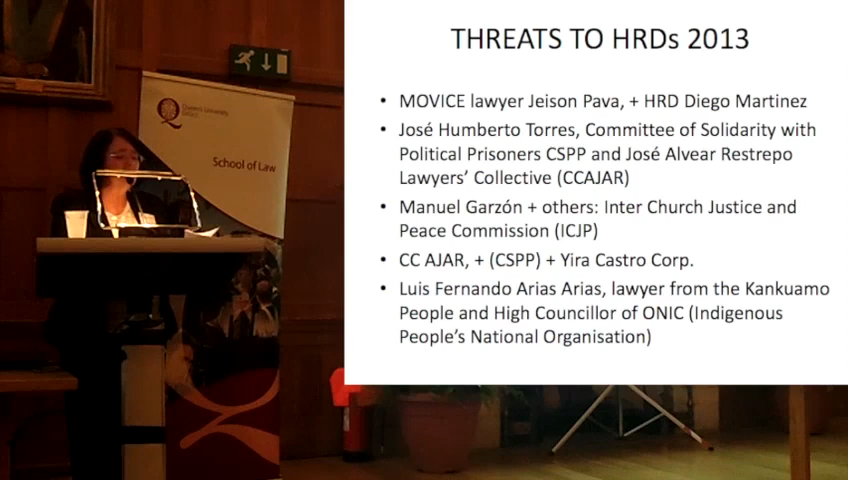 THREATS TO HRDs 2013
• MOVICE lawyer Jeison Pava, + HRD Diego Martinez
• José Humberto Torres, Committee of Solidarity with
Political Prisoners CSPP and José Alvear Restrepo
Lawyers' Collective (CCAJAR)
• Manuel Garzón + others: Inter Church Justice and
Peace Commission (ICJP)
• CC AJAR, + (CSPP) + Yira Castro Corp.
• Luis Fernando Arias Arias, lawyer from the Kankuamo
People and High Councillor of ONIC (Indigenous
People's National Organisation)
Queen's University
Belfast
School of Law